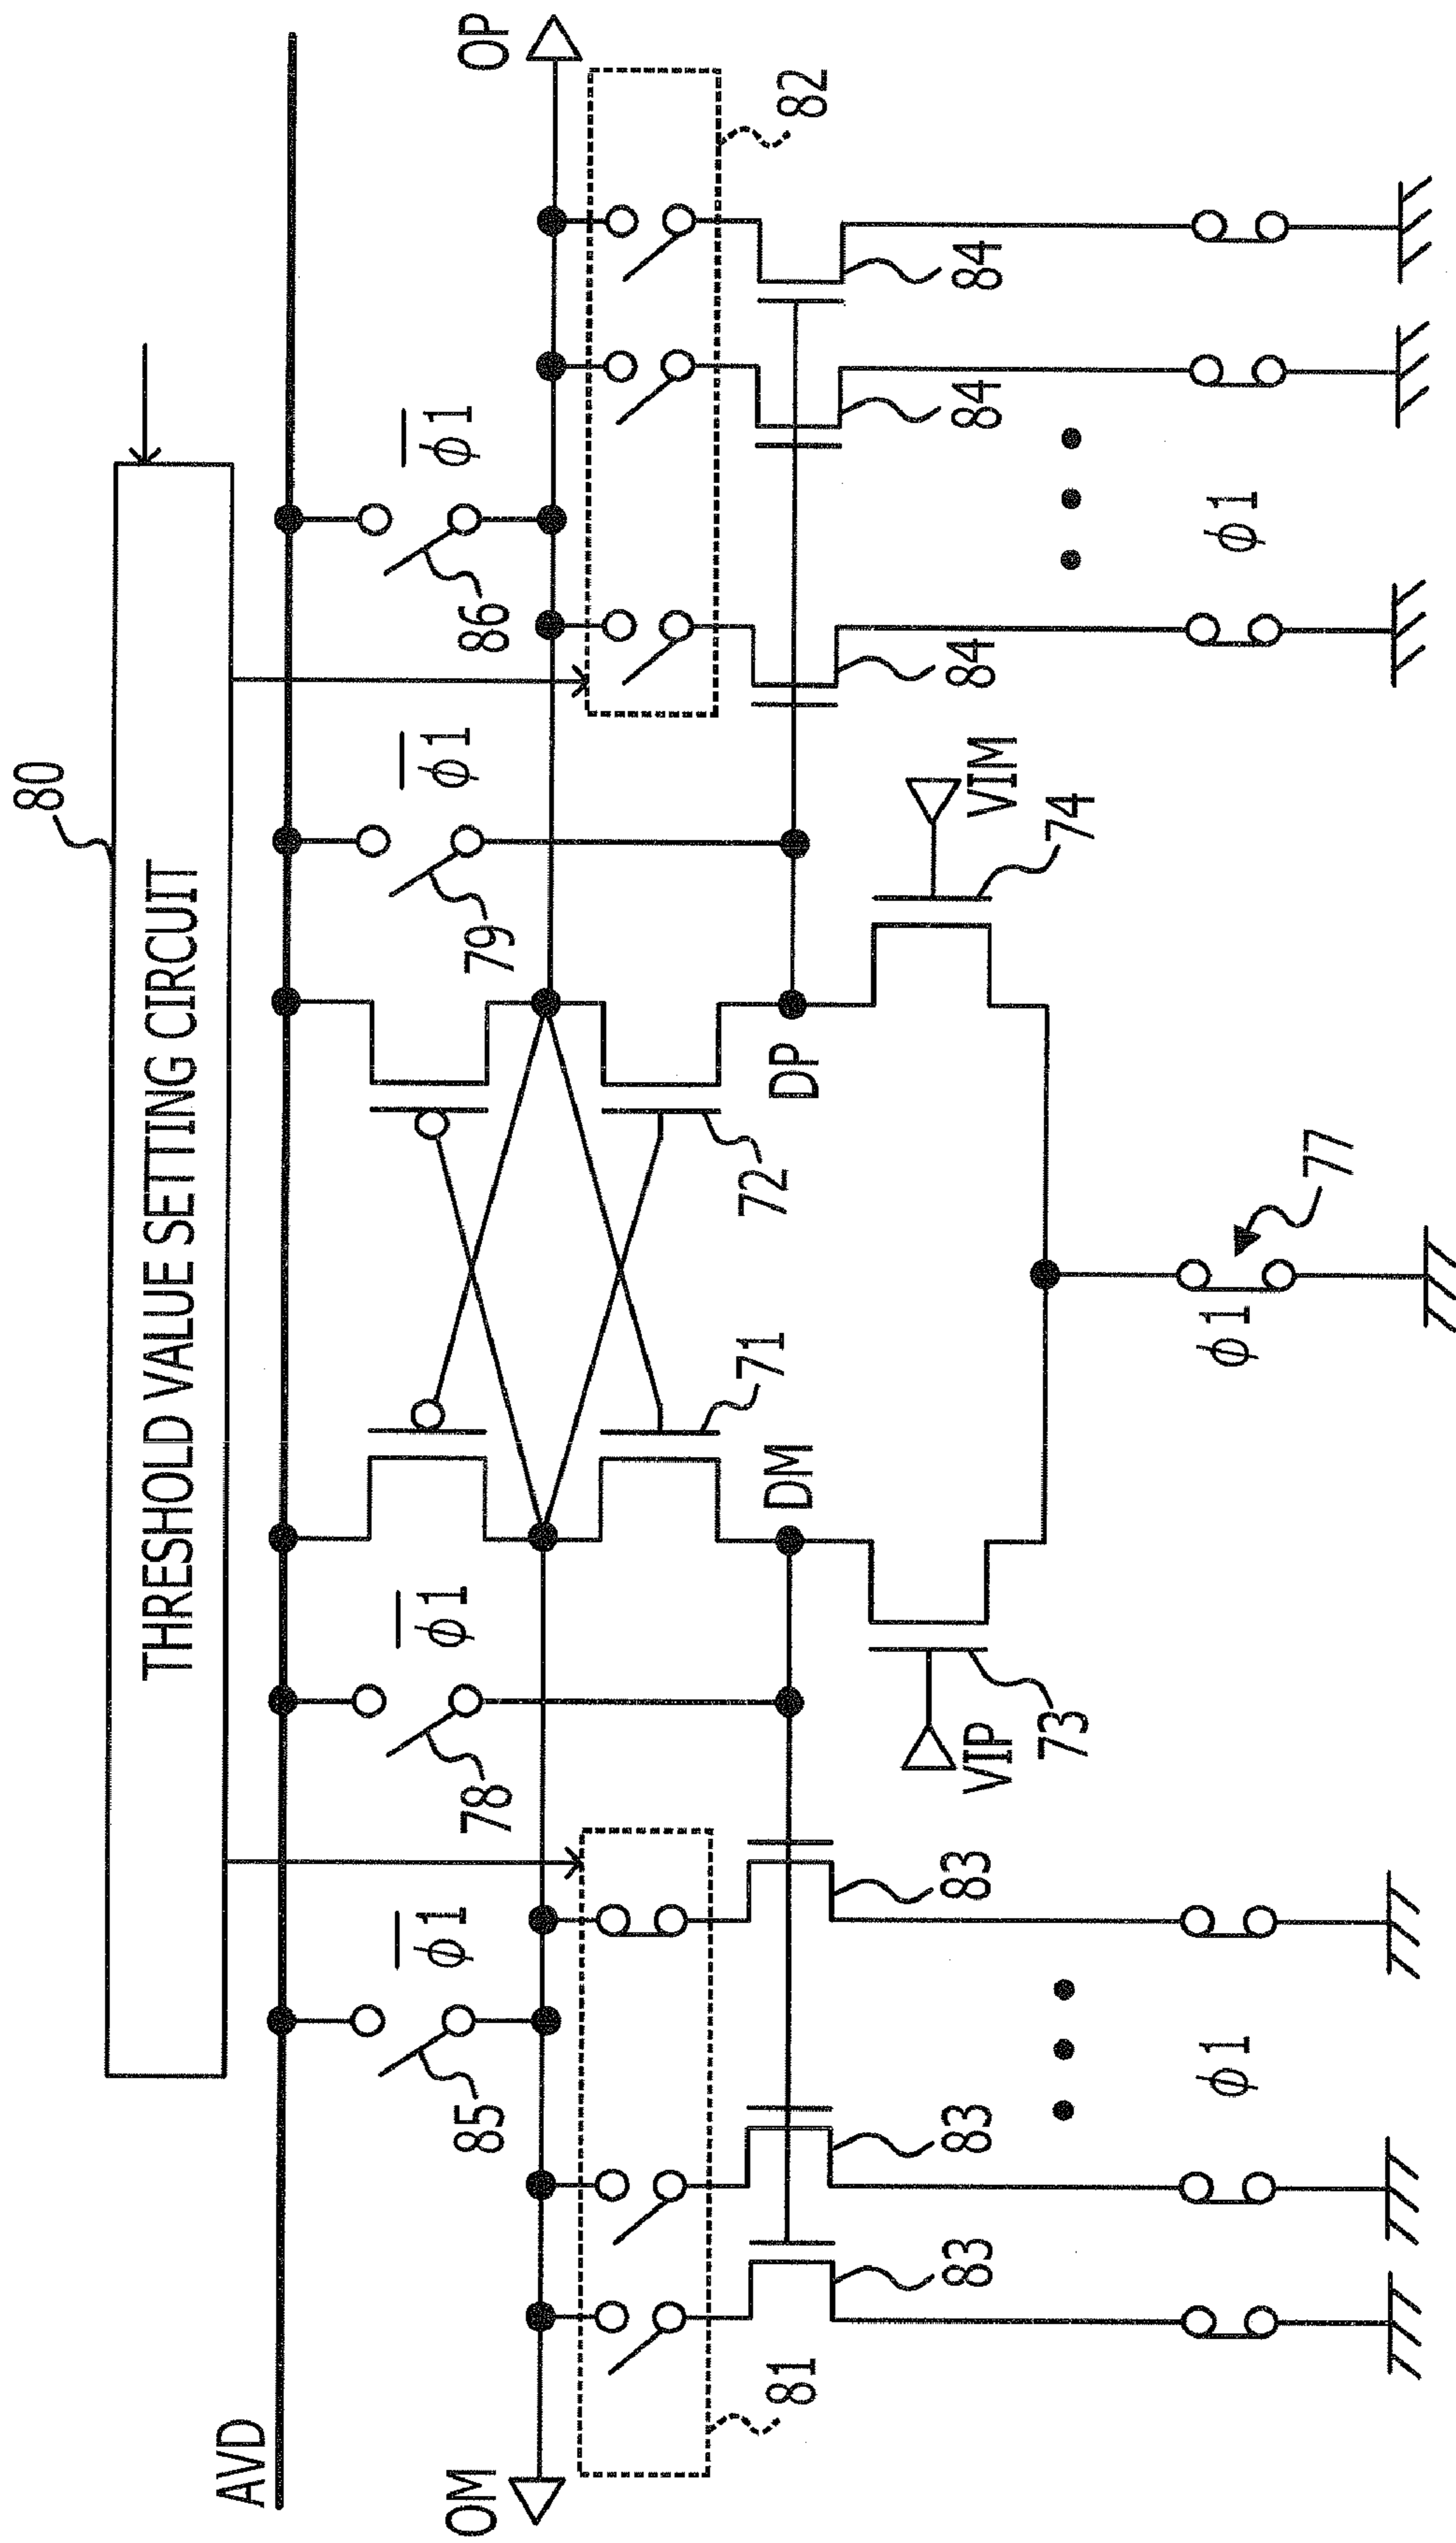 80
THRESHOLD VALUE SETTING CIRCUIT
AVD
85
φ1
78
φ1
79
φ1
86
φ1
OM
OP
81
82
71
72
DM
DP
83
83
83
84
84
84
VIP
73
VIM
74
φ1
φ1
77
φ1